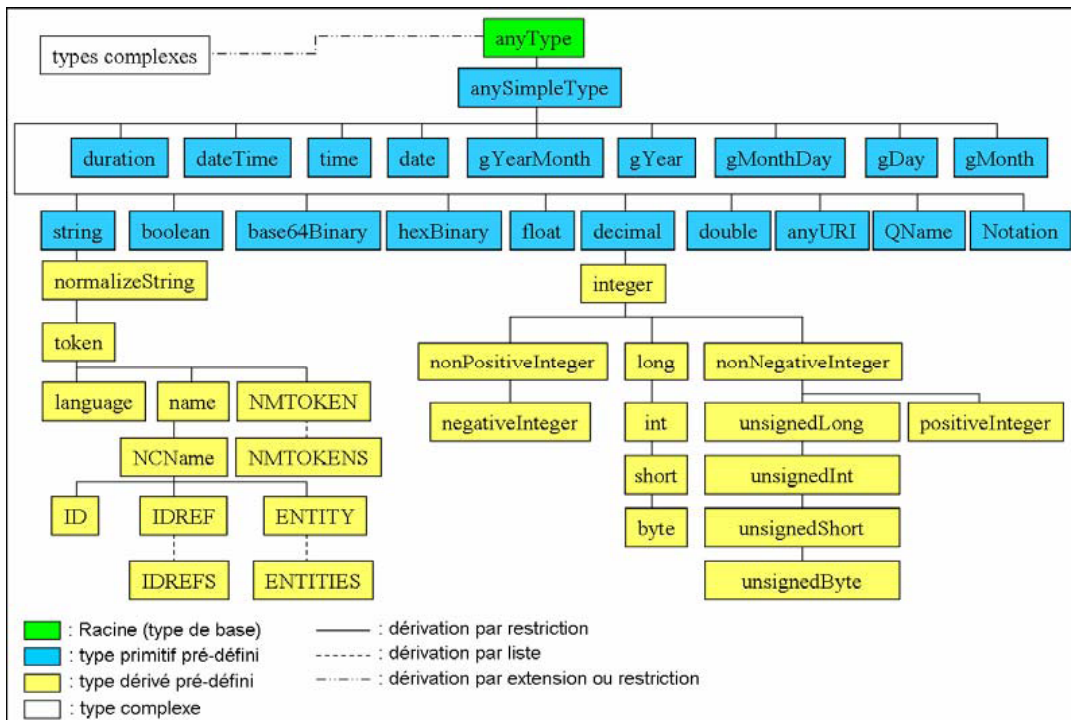 anyType
types complexes
anySimpleType
duration dateTime time date gYearMonth gYear gMonthDay gDay gMonth
string boolean base64Binary hexBinary float decimal double anyURI QName Notation
normalizeString integer
token
nonPositiveInteger long nonNegativeInteger
language name NMTOKEN
negativeInteger int unsignedLong positiveInteger
NCName NMTOKENS
short unsignedInt
ID IDREF ENTITY
byte unsignedShort
IDREFS ENTITIES
unsignedByte
: Racine (type de base) : dérivation par restriction
: type primitif pré-défini : dérivation par liste
: type dérivé pré-défini : dérivation par extension ou restriction
: type complexe